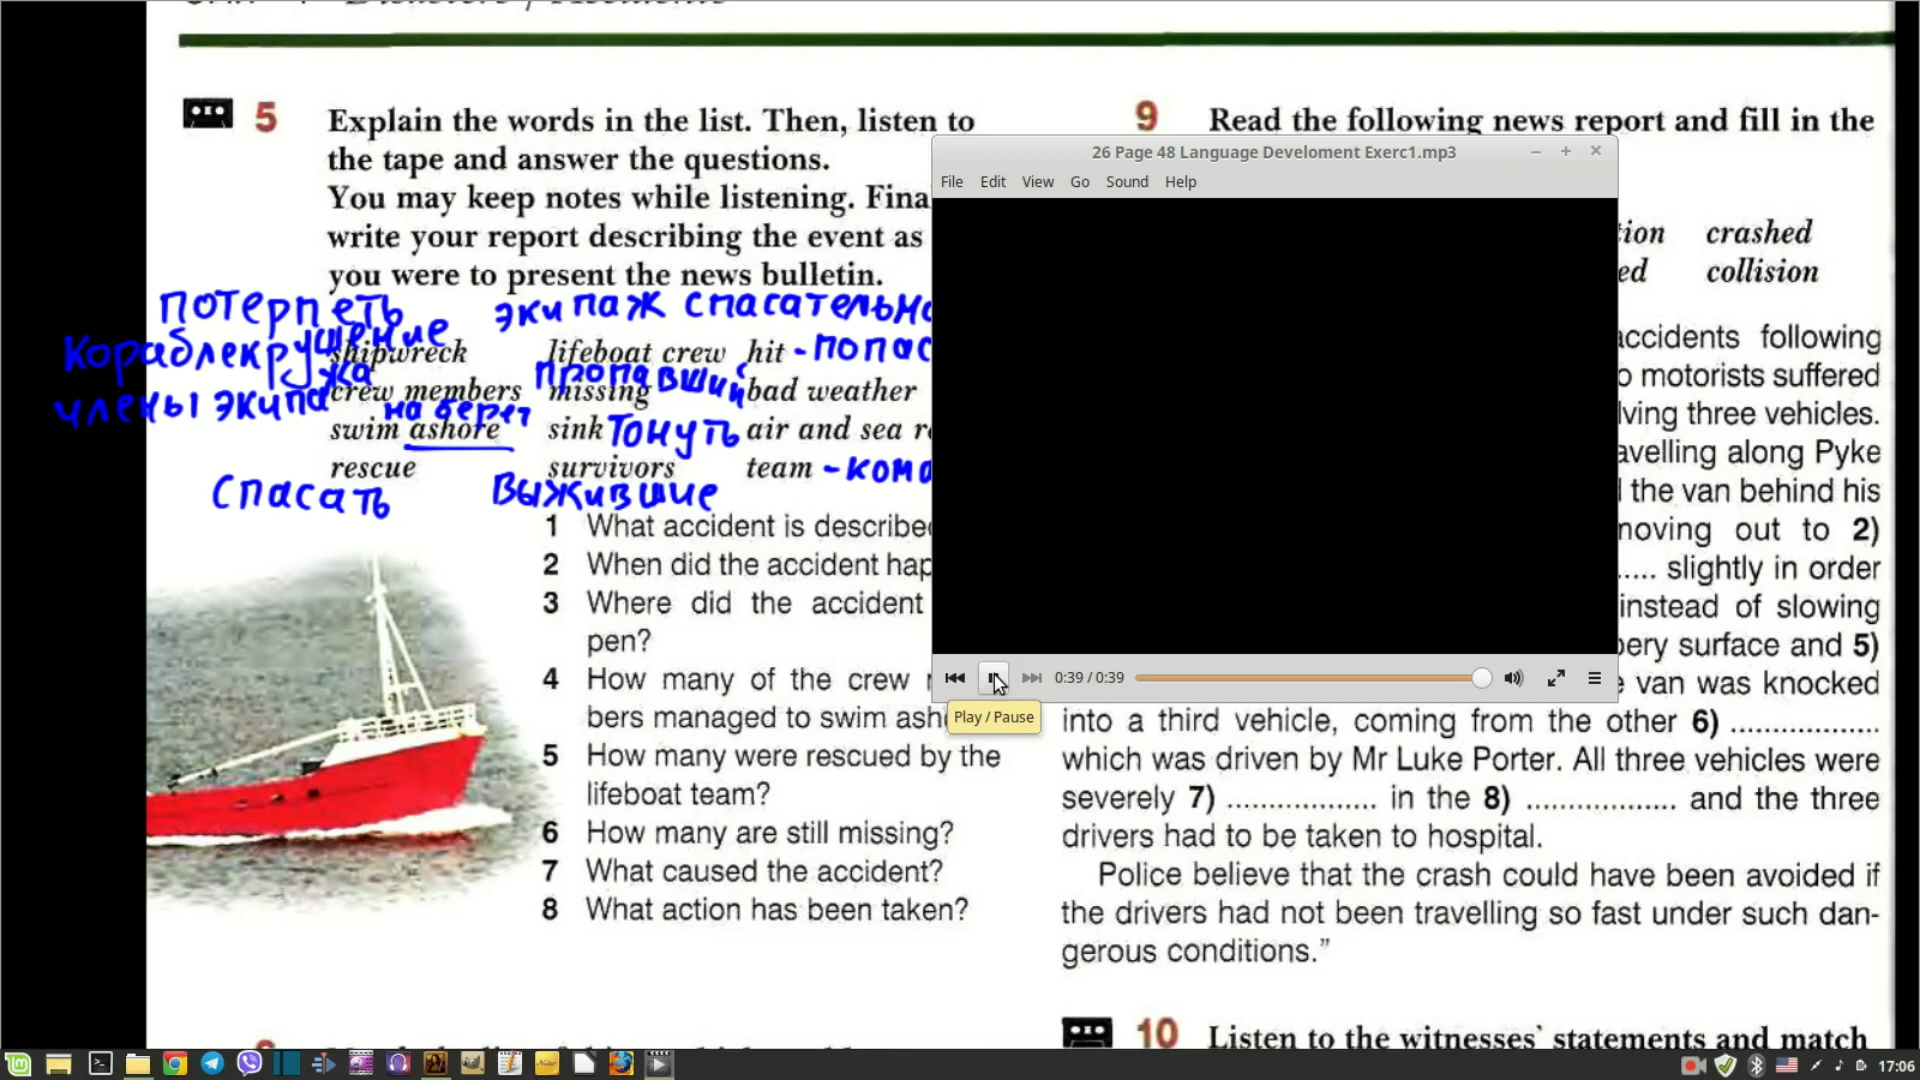 5 Explain the words in the list. Then, listen to
the tape and answer the questions.
You may keep notes while listening.
write your report describing the event as
you were to present the news bulletin.
потерпеть
кораблекрушение
экипаж
shipwreck lifeboat crew hit - попас
члены экипажа
пропавший
crew members missing bad weather
на берег
swim ashore sink тонуть air and sea
rescue survivors team -
спасать
выжившие
1 What accident is described
2 When did the accident
3 Where did the accident
pen?
4 How many of the crew
bers managed to swim
5 How many were rescued by the
lifeboat team?
6 How many are still missing?
7 What caused the accident?
8 What action has been taken?
9 Read the following news report and fill in the
crashed
collision
accidents following
motorists suffered
three vehicles.
along Pyke
the van behind his
moving out to 2)
..... slightly in order
instead of slowing
surface and 5)
van was knocked
into a third vehicle, coming from the other 6) ..................
which was driven by Mr Luke Porter. All three vehicles were
severely 7) .................. in the 8) .................. and the three
drivers had to be taken to hospital.
Police believe that the crash could have been avoided if
the drivers had not been travelling so fast under such dan-
gerous conditions.”
10 Listen to the witnesses' statements and match
26 Page 48 Language Develoment Exerc1.mp3
File Edit View Go Sound Help
0:39 / 0:39
Play / Pause
17:06